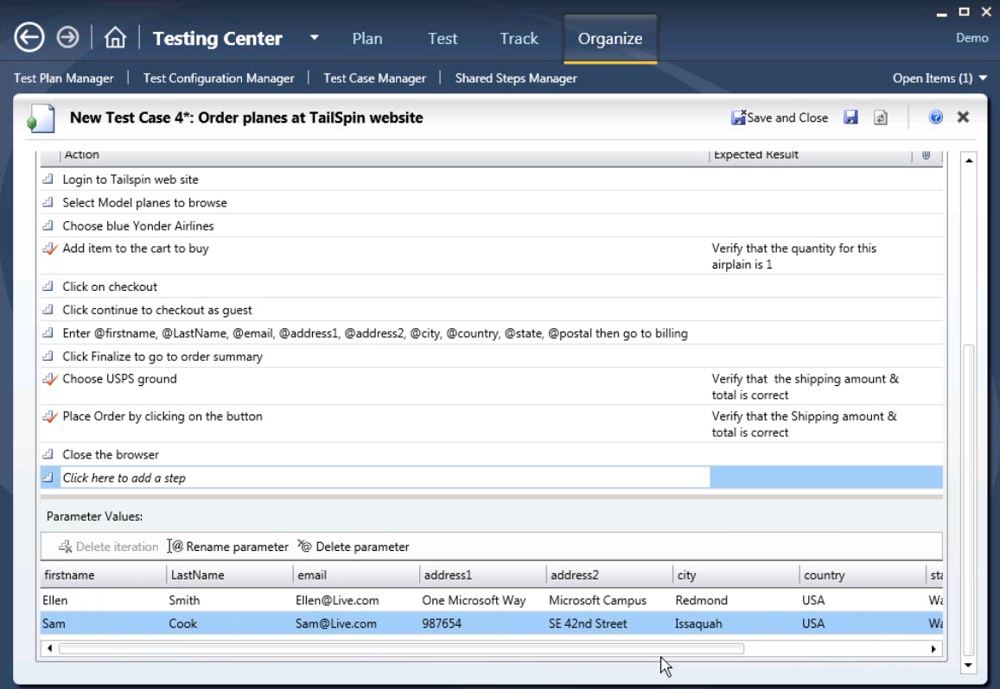 Testing Center Plan Test Track Organize Demo
Test Plan Manager Test Configuration Manager Test Case Manager Shared Steps Manager Open Items (1)
New Test Case 4*: Order planes at TailSpin website Save and Close
Action Expected Result
Login to Tailspin web site
Select Model planes to browse
Choose blue Yonder Airlines
Add item to the cart to buy Verify that the quantity for this
airplain is 1
Click on checkout
Click continue to checkout as guest
Enter @firstname, @LastName, @email, @address1, @address2, @city, @country, @state, @postal then go to billing
Click Finalize to go to order summary
Choose USPS ground Verify that  the shipping amount &
total is correct
Place Order by clicking on the button Verify that the Shipping amount &
total is correct
Close the browser
Click here to add a step
Parameter Values:
Delete iteration Rename parameter Delete parameter
firstname LastName email address1 address2 city country sta
Ellen Smith Ellen@Live.com One Microsoft Way Microsoft Campus Redmond USA Wa
Sam Cook Sam@Live.com 987654 SE 42nd Street Issaquah USA Wa